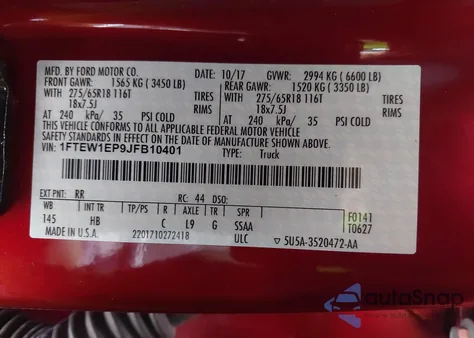 MFD. BY FORD MOTOR CO. 10/17 GVWR: 2994 KG ( 6600 LB)
FRONT GAWR: 1565 KG ( 3450 LB) REAR GAWR: 1520 KG ( 3350 LB)
WITH 275/65R18 116T TIRES WITH 275/65R18 116T TIRES
18x7.5J RIMS 18x7.5J RIMS
AT 240 kPa/ 35 PSI COLD AT 240 kPa/ 35 PSI COLD
THIS VEHICLE CONFORMS TO ALL APPLICABLE FEDERAL MOTOR VEHICLE
SAFETY STANDARDS IN EFFECT ON THE DATE OF MANUFACTURE SHOWN ABOVE.
VIN: 1FTEW1EP9JFB10401 TYPE: Truck
EXT PNT: RR RC: 44 DSO:
WB INT TR TP/PS R AXLE TR SPR
145 HB C L9 G SSAA
F0141
T0627
MADE IN U.S.A. 2201710272418 ULC 5U5A-3520472-AA
autoSnap